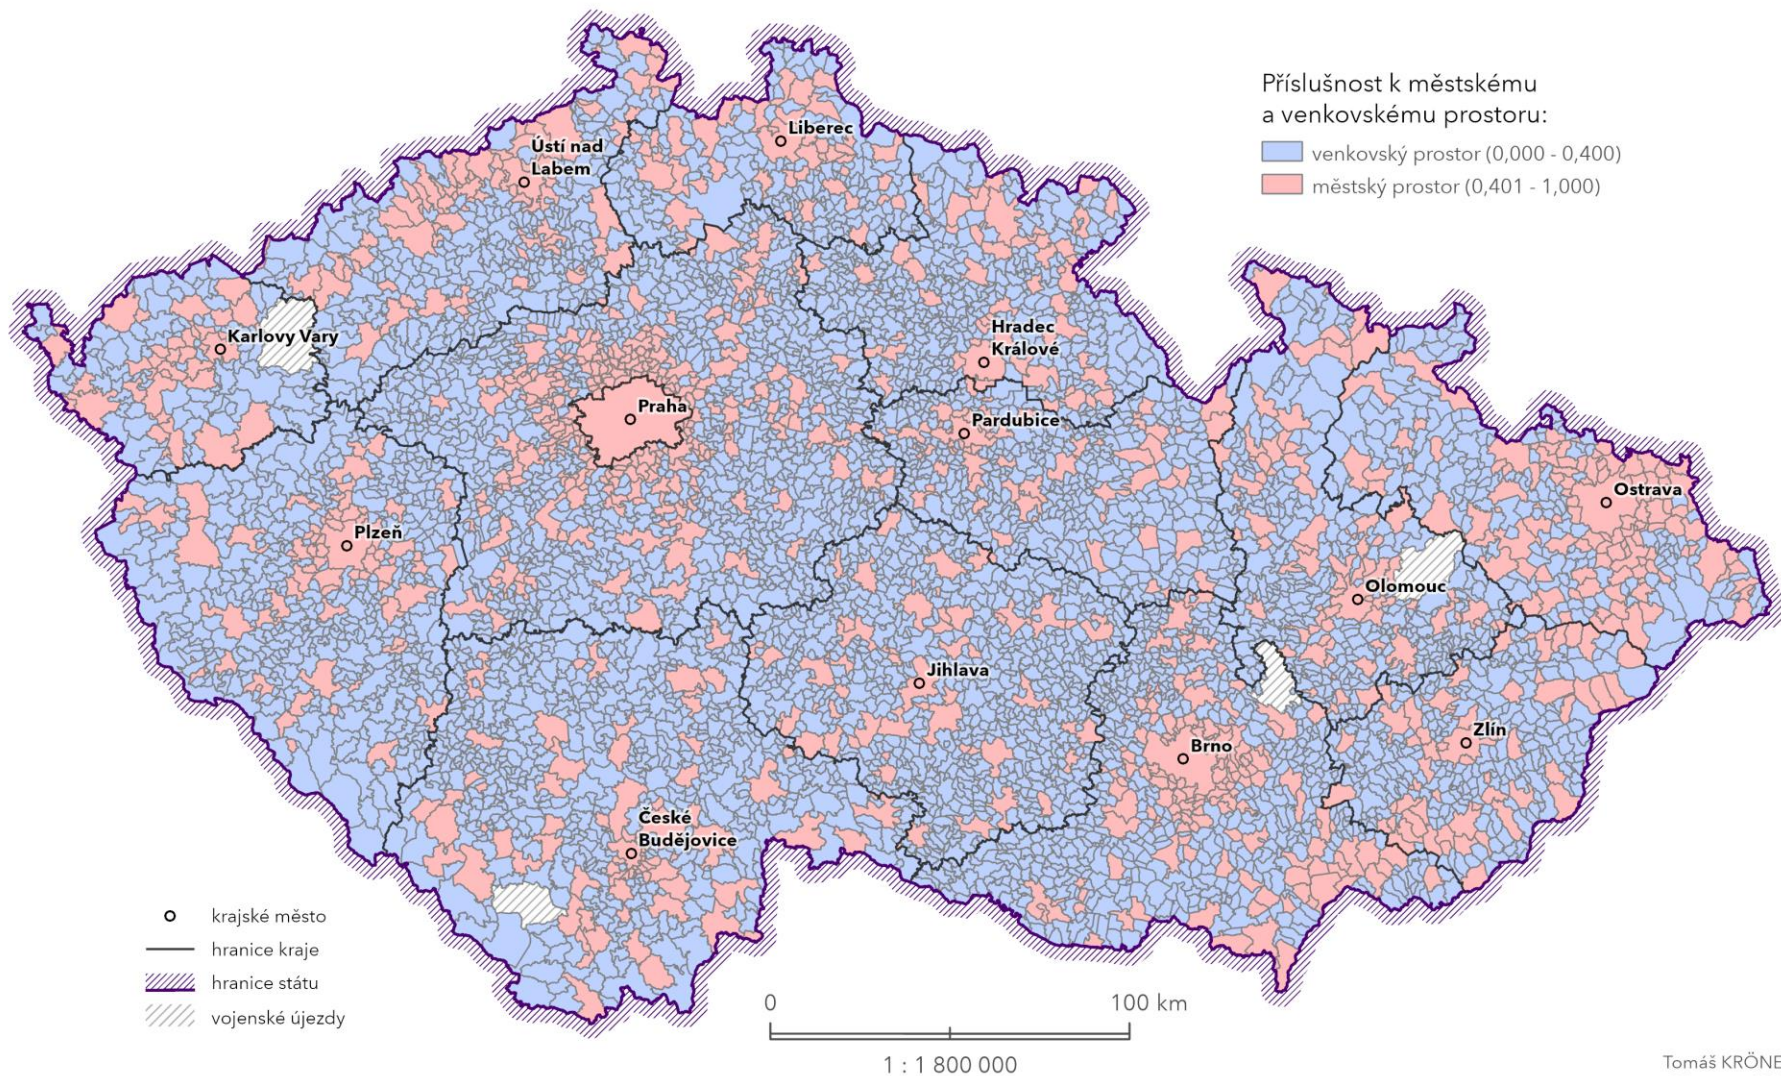 Příslušnost k městskému
a venkovskému prostoru:
venkovský prostor (0,000 - 0,400)
městský prostor (0,401 - 1,000)
Liberec
Ústí nad
Labem
Karlovy Vary
Hradec
Králové
Praha
Pardubice
Plzeň
Ostrava
Olomouc
Jihlava
Brno
Zlín
České
Budějovice
krajské město
hranice kraje
hranice státu
vojenské újezdy
0 100 km
1 : 1 800 000
Tomáš KRÖNE